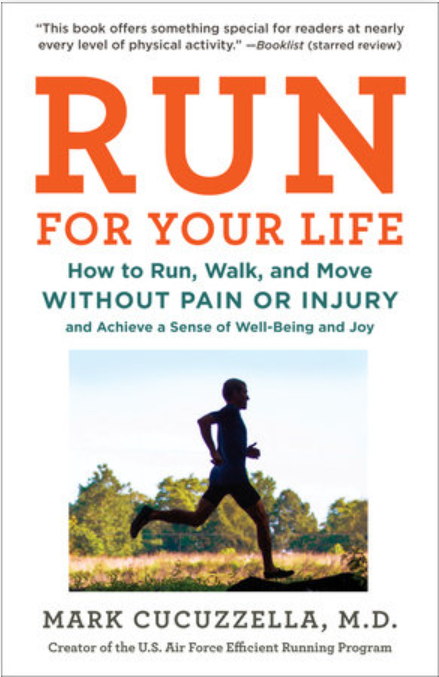 “This book offers something special for readers at nearly
every level of physical activity.” —Booklist (starred review)
RUN
FOR YOUR LIFE
How to Run, Walk, and Move
WITHOUT PAIN OR INJURY
and Achieve a Sense of Well-Being and Joy
MARK CUCUZZELLA, M.D.
Creator of the U.S. Air Force Efficient Running Program